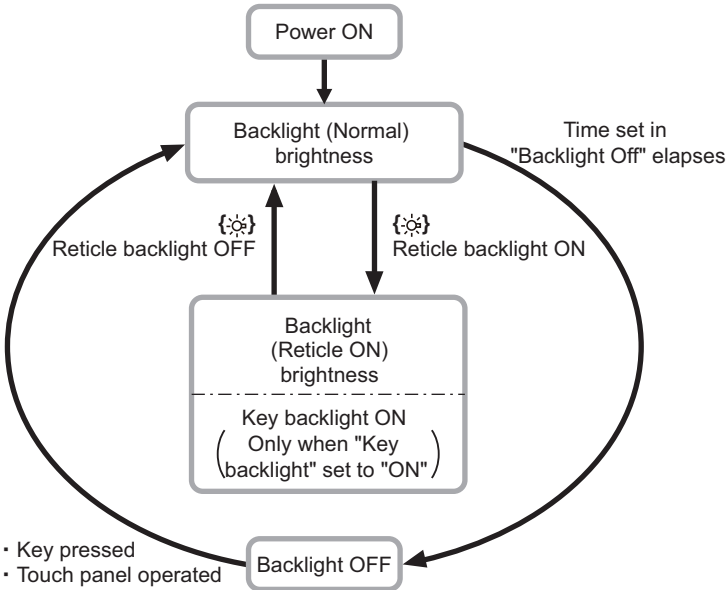 Power ON
Backlight (Normal)
brightness
Time set in
"Backlight Off" elapses
{ }
Reticle backlight OFF
{ }
Reticle backlight ON
Backlight
(Reticle ON)
brightness
Key backlight ON
(Only when "Key
backlight" set to "ON")
・Key pressed
・Touch panel operated
Backlight OFF